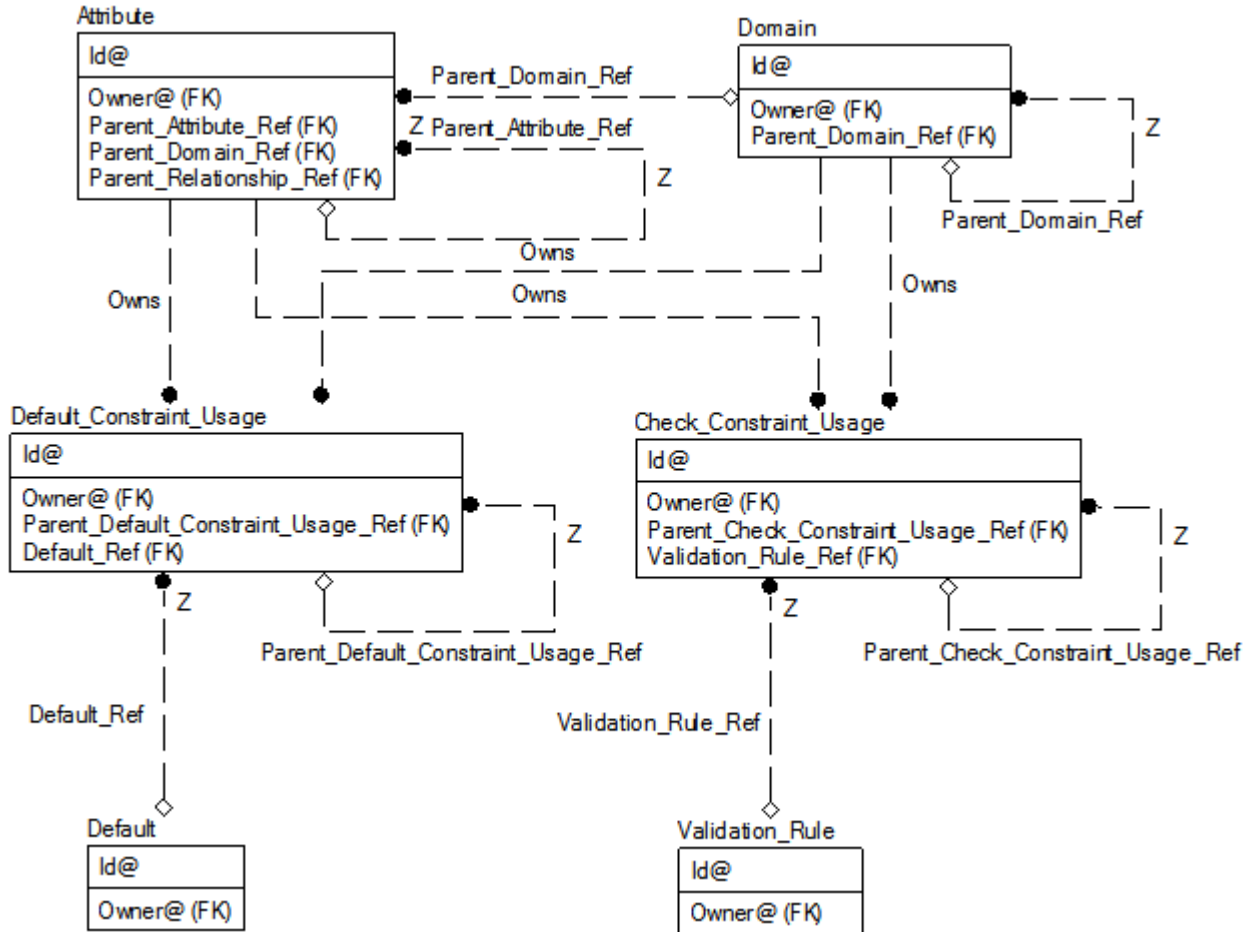 Attribute
Id@
Owner@ (FK)
Parent_Attribute_Ref (FK)
Parent_Domain_Ref (FK)
Parent_Relationship_Ref (FK)
Parent_Domain_Ref
Z Parent_Attribute_Ref
Z
Domain
Id@
Owner@ (FK)
Parent_Domain_Ref (FK)
Z
Parent_Domain_Ref
Owns
Owns
Owns
Owns
Default_Constraint_Usage
Id@
Owner@ (FK)
Parent_Default_Constraint_Usage_Ref (FK)
Default_Ref (FK)
Z
Z
Parent_Default_Constraint_Usage_Ref
Check_Constraint_Usage
Id@
Owner@ (FK)
Parent_Check_Constraint_Usage_Ref (FK)
Validation_Rule_Ref (FK)
Z
Z
Parent_Check_Constraint_Usage_Ref
Default_Ref
Validation_Rule_Ref
Default
Id@
Owner@ (FK)
Validation_Rule
Id@
Owner@ (FK)